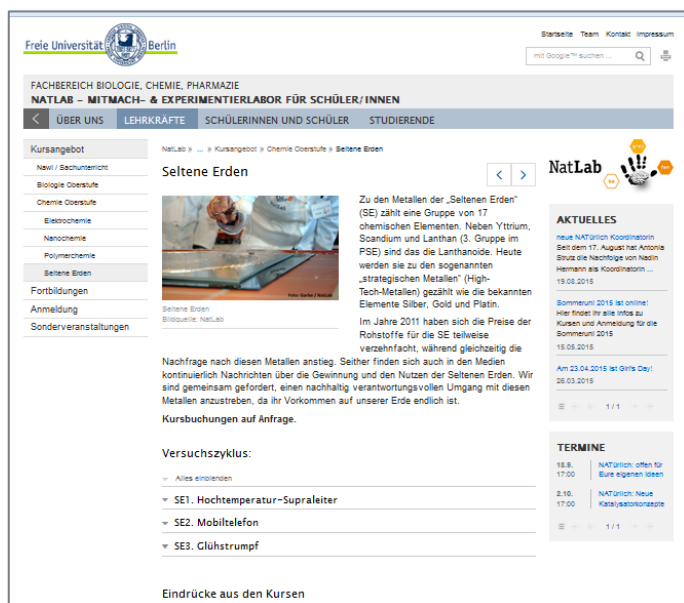 Freie Universität Berlin
Startseite Team Kontakt Impressum
mit Google™ suchen ...
FACHBEREICH BIOLOGIE, CHEMIE, PHARMAZIE
NATLAB – MITMACH- & EXPERIMENTIERLABOR FÜR SCHÜLER/INNEN
ÜBER UNS LEHRKRÄFTE SCHÜLERINNEN UND SCHÜLER STUDIERENDE
Kursangebot
Nawi / Sachunterricht
Biologie Oberstufe
Chemie Oberstufe
Elektrochemie
Nanochemie
Polymerchemie
Seltene Erden
Fortbildungen
Anmeldung
Sonderveranstaltungen
NatLab » ... » Kursangebot » Chemie Oberstufe » Seltene Erden
Seltene Erden
Foto: Gerke / NatLab
Seltene Erden
Bildquelle: NatLab
Zu den Metallen der „Seltenen Erden“
(SE) zählt eine Gruppe von 17
chemischen Elementen. Neben Yttrium,
Scandium und Lanthan (3. Gruppe im
PSE) sind das die Lanthanoide. Heute
werden sie zu den sogenannten
„strategischen Metallen“ (High-
Tech-Metallen) gezählt wie die bekannten
Elemente Silber, Gold und Platin.
Im Jahre 2011 haben sich die Preise der
Rohstoffe für die SE teilweise
verzehnfacht, während gleichzeitig die
Nachfrage nach diesen Metallen anstieg. Seither finden sich auch in den Medien
kontinuierlich Nachrichten über die Gewinnung und den Nutzen der Seltenen Erden. Wir
sind gemeinsam gefordert, einen nachhaltig verantwortungsvollen Umgang mit diesen
Metallen anzustreben, da ihr Vorkommen auf unserer Erde endlich ist.
Kursbuchungen auf Anfrage.
Versuchszyklus:
Alles einblenden
SE1. Hochtemperatur-Supraleiter
SE2. Mobiltelefon
SE3. Glühstrumpf
Eindrücke aus den Kursen
NatLab
AKTUELLES
neue NATürlich Koordinatorin
Seit dem 17. August hat Antonia
Strutz die Nachfolge von Nadin
Hermann als Koordinatorin ...
19.08.2015
Sommeruni 2015 ist online!
Hier findet ihr alle Infos zu
Kursen und Anmeldung für die
Sommeruni 2015
15.05.2015
Am 23.04.2015 ist Girls Day!
26.03.2015
1/1
TERMINE
18.9. NATürlich: offen für
17:00 Eure eigenen Ideen
2.10. NATürlich: Neue
17:00 Katalysatorkonzepte
1/1